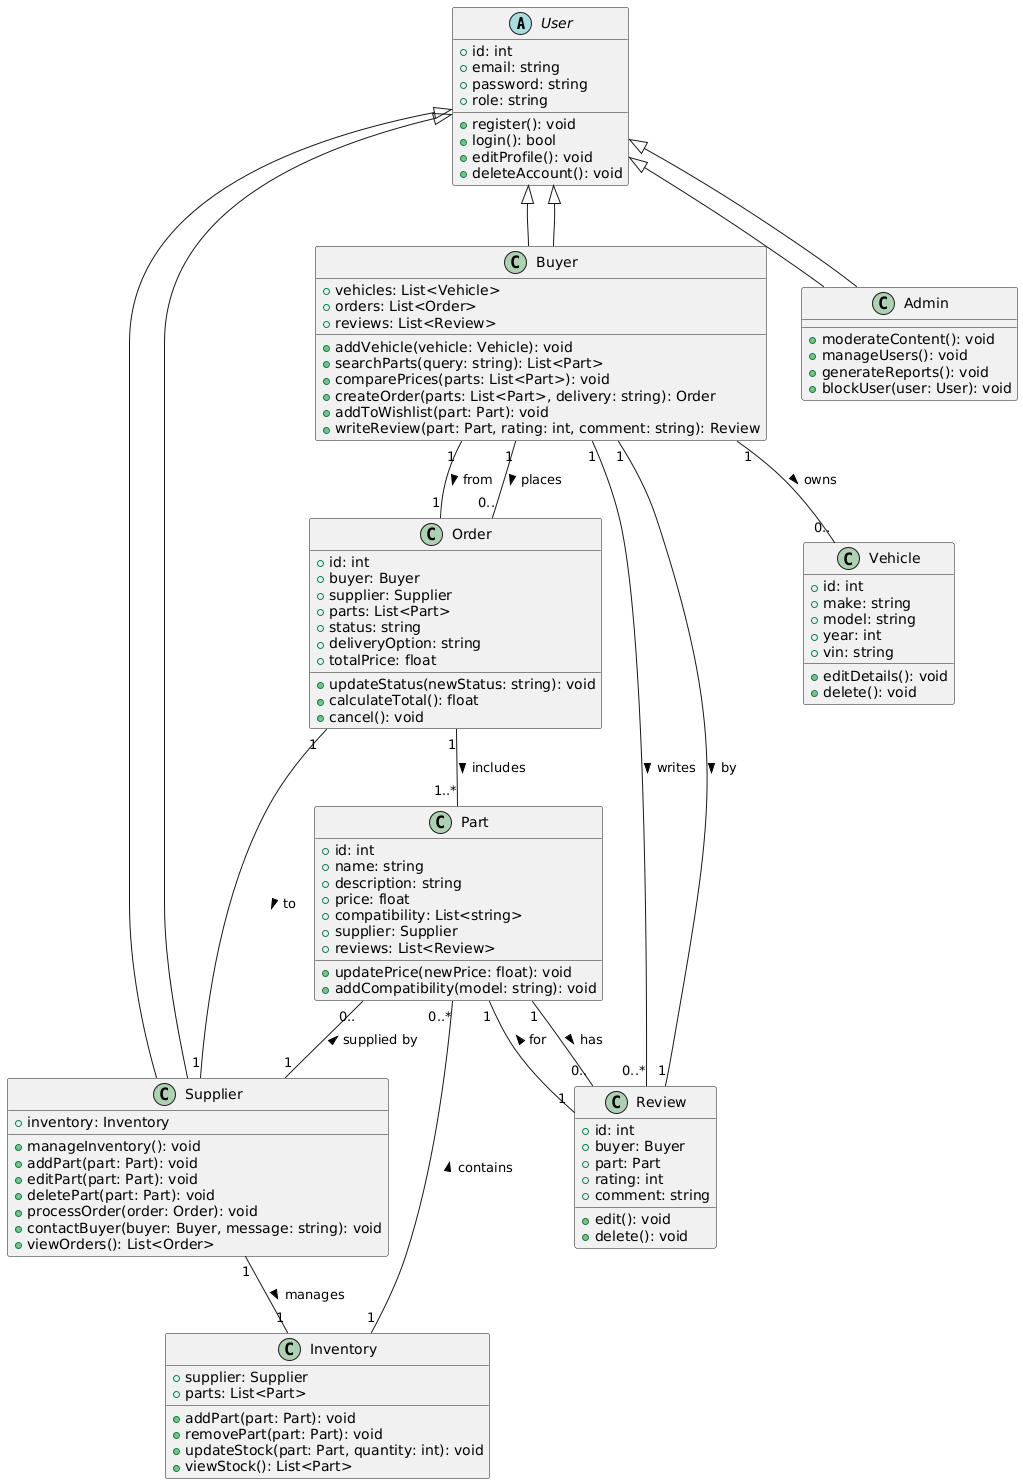 A User
id: int
email: string
password: string
role: string
register(): void
login(): bool
editProfile(): void
deleteAccount(): void
C Buyer
vehicles: List<Vehicle>
orders: List<Order>
reviews: List<Review>
addVehicle(vehicle: Vehicle): void
searchParts(query: string): List<Part>
comparePrices(parts: List<Part>): void
createOrder(parts: List<Part>, delivery: string): Order
addToWishlist(part: Part): void
writeReview(part: Part, rating: int, comment: string): Review
C Admin
moderateContent(): void
manageUsers(): void
generateReports(): void
blockUser(user: User): void
1 1 1 1 1
from places owns
1 0.. 0..
C Order
id: int
buyer: Buyer
supplier: Supplier
parts: List<Part>
status: string
deliveryOption: string
totalPrice: float
updateStatus(newStatus: string): void
calculateTotal(): float
cancel(): void
C Vehicle
id: int
make: string
model: string
year: int
vin: string
editDetails(): void
delete(): void
1 1
includes writes by
1..*
C Part
id: int
name: string
description: string
price: float
compatibility: List<string>
supplier: Supplier
reviews: List<Review>
updatePrice(newPrice: float): void
addCompatibility(model: string): void
to
0.. 0..* 1 1
supplied by for has
1 1 0.. 0..* 1
1
C Supplier
inventory: Inventory
manageInventory(): void
addPart(part: Part): void
editPart(part: Part): void
deletePart(part: Part): void
processOrder(order: Order): void
contactBuyer(buyer: Buyer, message: string): void
viewOrders(): List<Order>
C Review
id: int
buyer: Buyer
part: Part
rating: int
comment: string
edit(): void
delete(): void
contains
1
manages
1 1
C Inventory
supplier: Supplier
parts: List<Part>
addPart(part: Part): void
removePart(part: Part): void
updateStock(part: Part, quantity: int): void
viewStock(): List<Part>